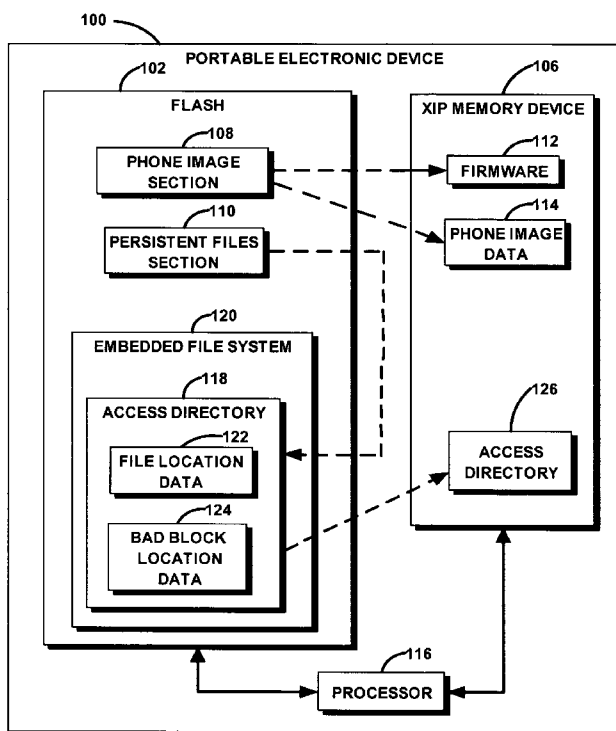 100
PORTABLE ELECTRONIC DEVICE
102
FLASH
108
PHONE IMAGE
SECTION
110
PERSISTENT FILES
SECTION
120
EMBEDDED FILE SYSTEM
118
ACCESS DIRECTORY
122
FILE LOCATION
DATA
124
BAD BLOCK
LOCATION
DATA
106
XIP MEMORY DEVICE
112
FIRMWARE
114
PHONE IMAGE
DATA
126
ACCESS
DIRECTORY
116
PROCESSOR